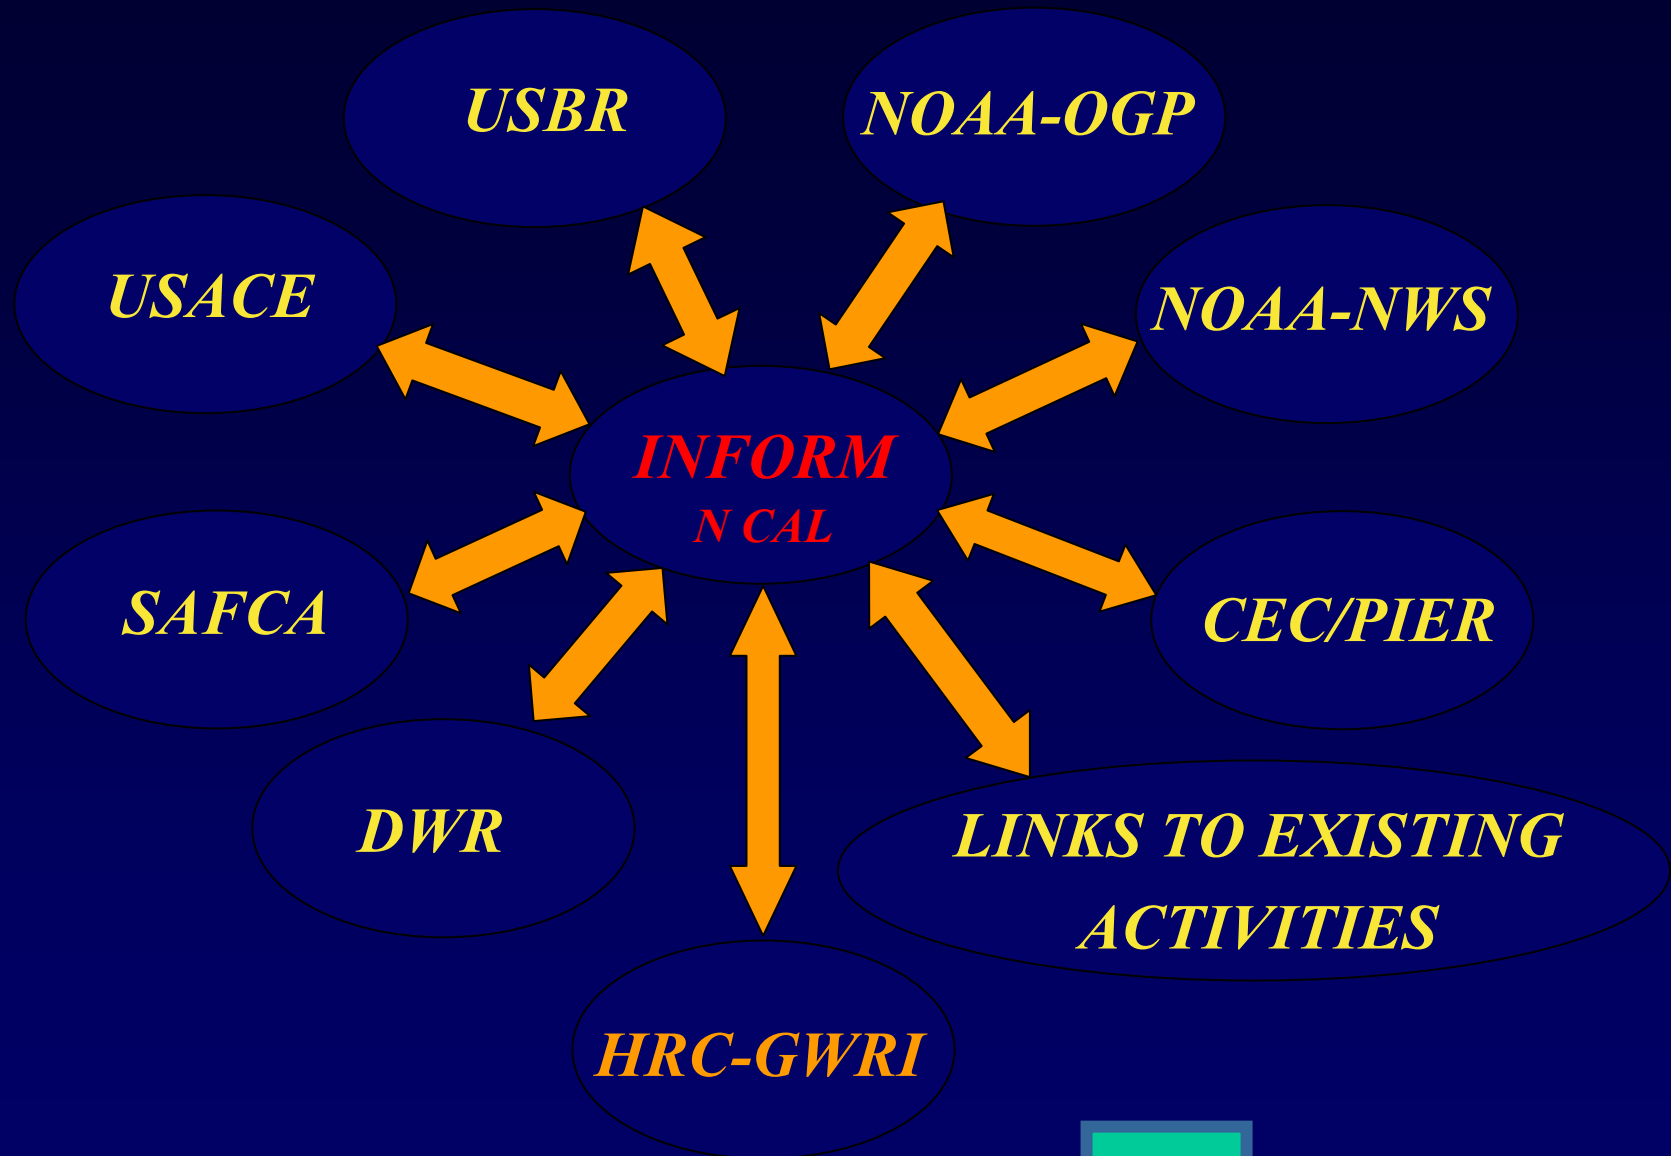 USBR
NOAA-OGP
USACE
NOAA-NWS
INFORM
N CAL
SAFCA
CEC/PIER
DWR
LINKS TO EXISTING
ACTIVITIES
HRC-GWRI